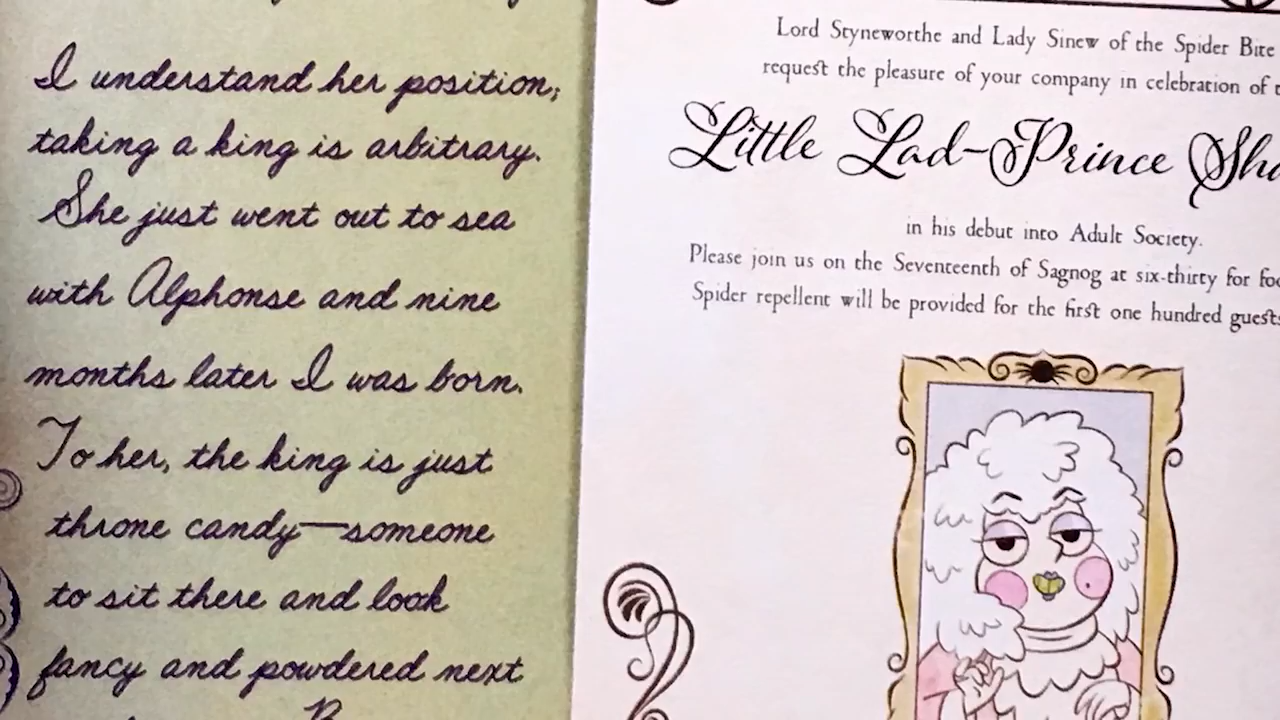 I understand her position;
taking a king is arbitrary.
She just went out to sea
with Alphonse and nine
months later I was born.
To her, the king is just
throne candy—someone
to sit there and look
fancy and powdered next
Lord Styneworthe and Lady Sinew of the Spider Bite
request the pleasure of your company in celebration of
Little Lad-Prince
in his debut into Adult Society.
Please join us on the Seventeenth of Sagnog at six-thirty for
Spider repellent will be provided for the first one hundred guests